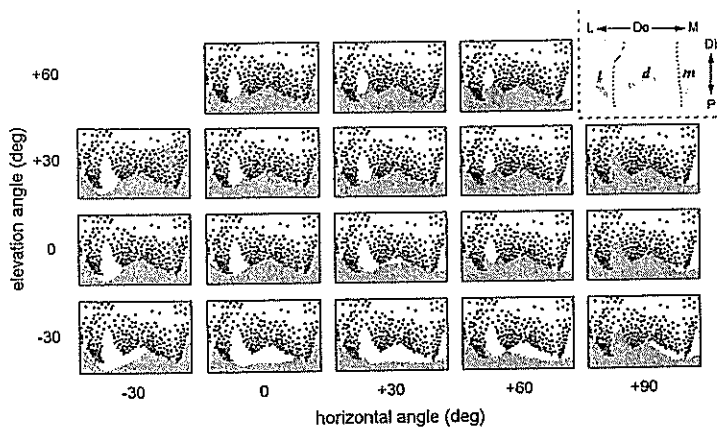 L Do M
Di
l d m
P
+60
+30
0
-30
elevation angle (deg)
-30 0 +30 +60 +90
horizontal angle (deg)